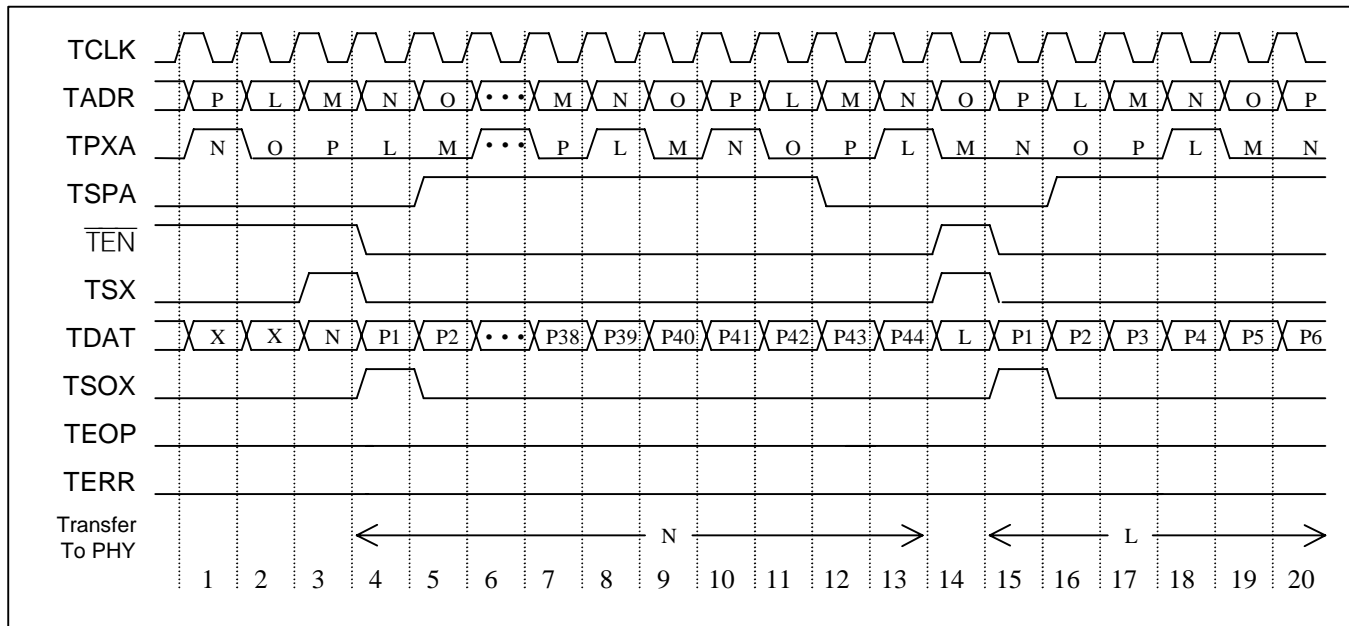 TCLK
TADR P L M N O ••• M N O P L M N O P L M N O P
TPXA N O P L M ••• P L M N O P L M N O P L M N
TSPA
TEN
TSX
TDAT X X N P1 P2 ••• P38 P39 P40 P41 P42 P43 P44 L P1 P2 P3 P4 P5 P6
TSOX
TEOP
TERR
Transfer
To PHY
N L
1 2 3 4 5 6 7 8 9 10 11 12 13 14 15 16 17 18 19 20